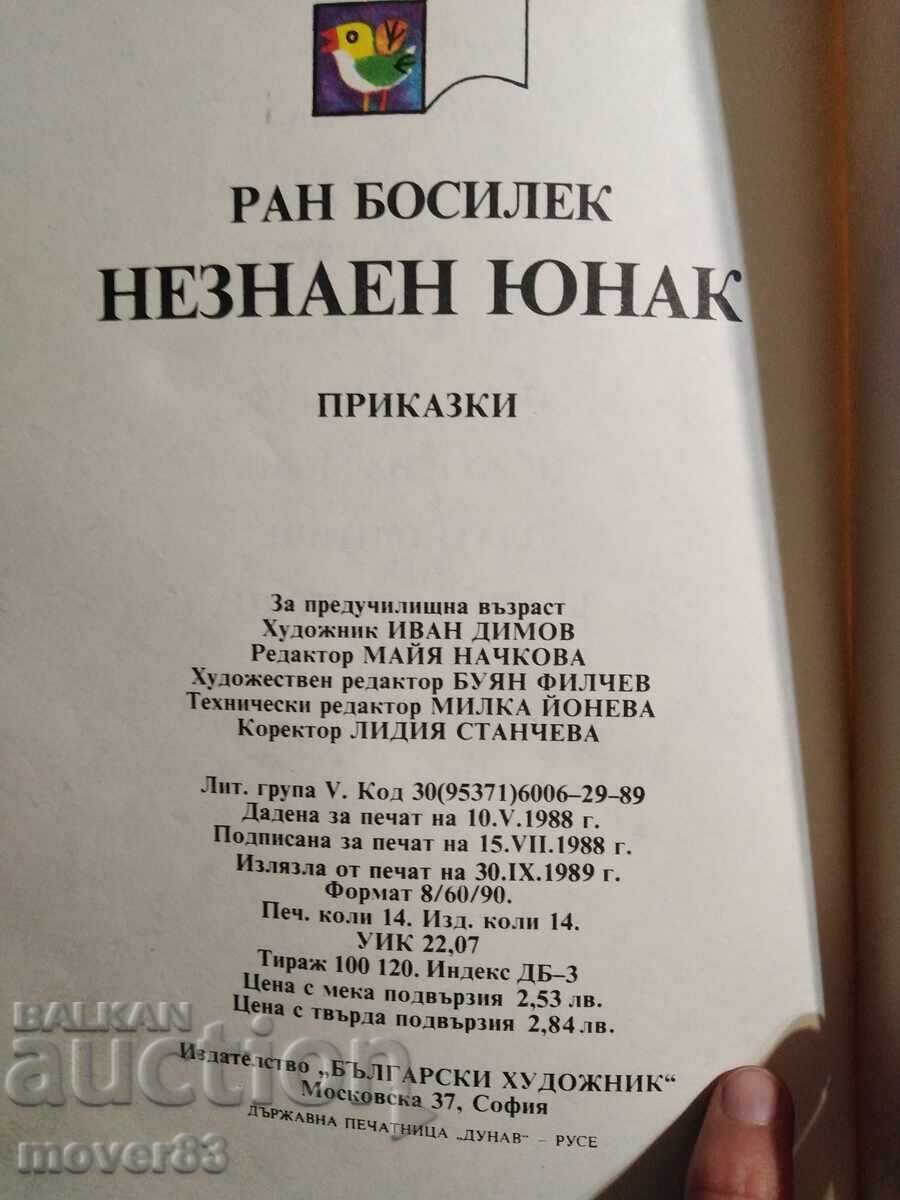 РАН БОСИЛЕК
НЕЗНАЕН ЮНАК
ПРИКАЗКИ
За предучилищна възраст
Художник ИВАН ДИМОВ
Редактор МАЙЯ НАЧКОВА
Художествен редактор БУЯН ФИЛЧЕВ
Технически редактор МИЛКА ЙОНЕВА
Коректор ЛИДИЯ СТАНЧЕВА
Лит. група V. Код 30(95371)6006–29–89
Дадена за печат на 10.V.1988 г.
Подписана за печат на 15.VII.1988 г.
Излязла от печат на 30.IX.1989 г.
Формат 8/60/90.
Печ. коли 14. Изд. коли 14.
УИК 22,07
Тираж 100 120. Индекс ДБ–3
Цена с мека подвързия 2,53 лв.
Цена с твърда подвързия 2,84 лв.
Издателство „БЪЛГАРСКИ ХУДОЖНИК"
Московска 37, София
ДЪРЖАВНА ПЕЧАТНИЦА „ДУНАВ" – РУСЕ
BALKAN
auction
mover83